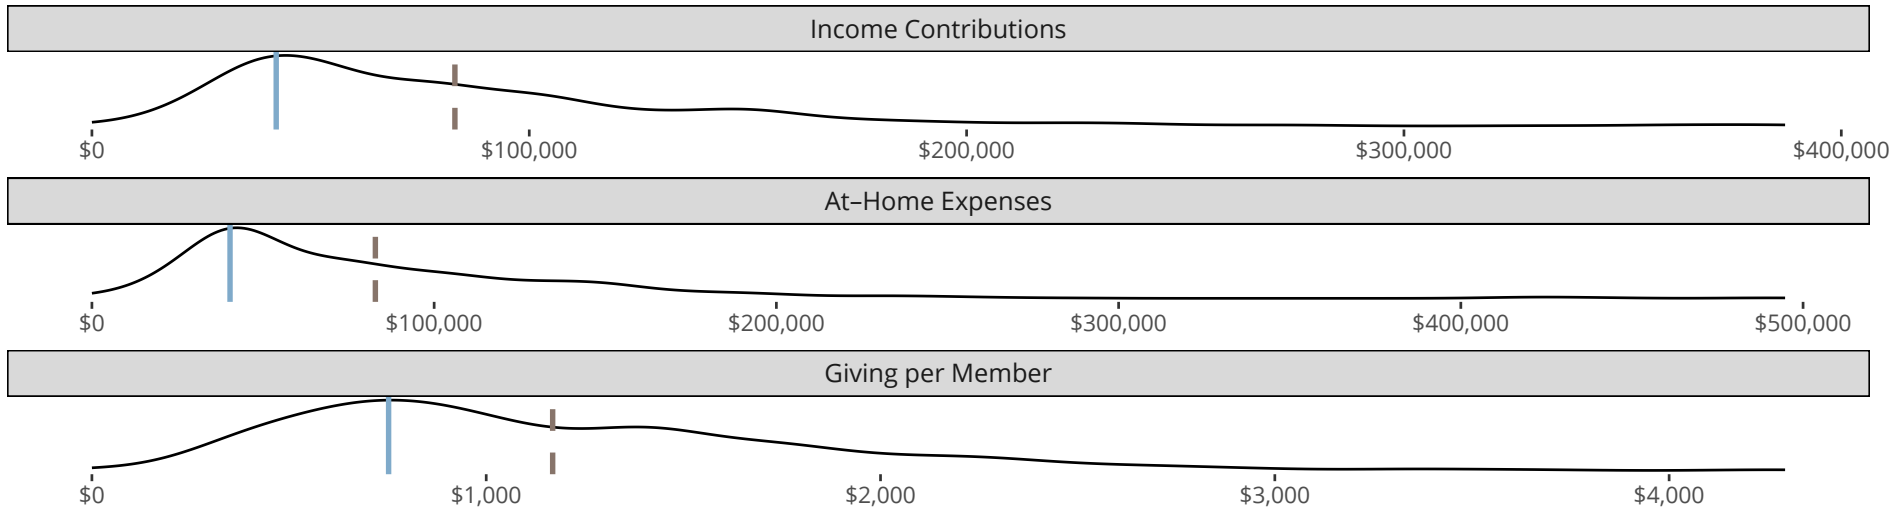 Income Contributions
$0 $100,000 $200,000 $300,000 $400,000
At–Home Expenses
$0 $100,000 $200,000 $300,000 $400,000 $500,000
Giving per Member
$0 $1,000 $2,000 $3,000 $4,000